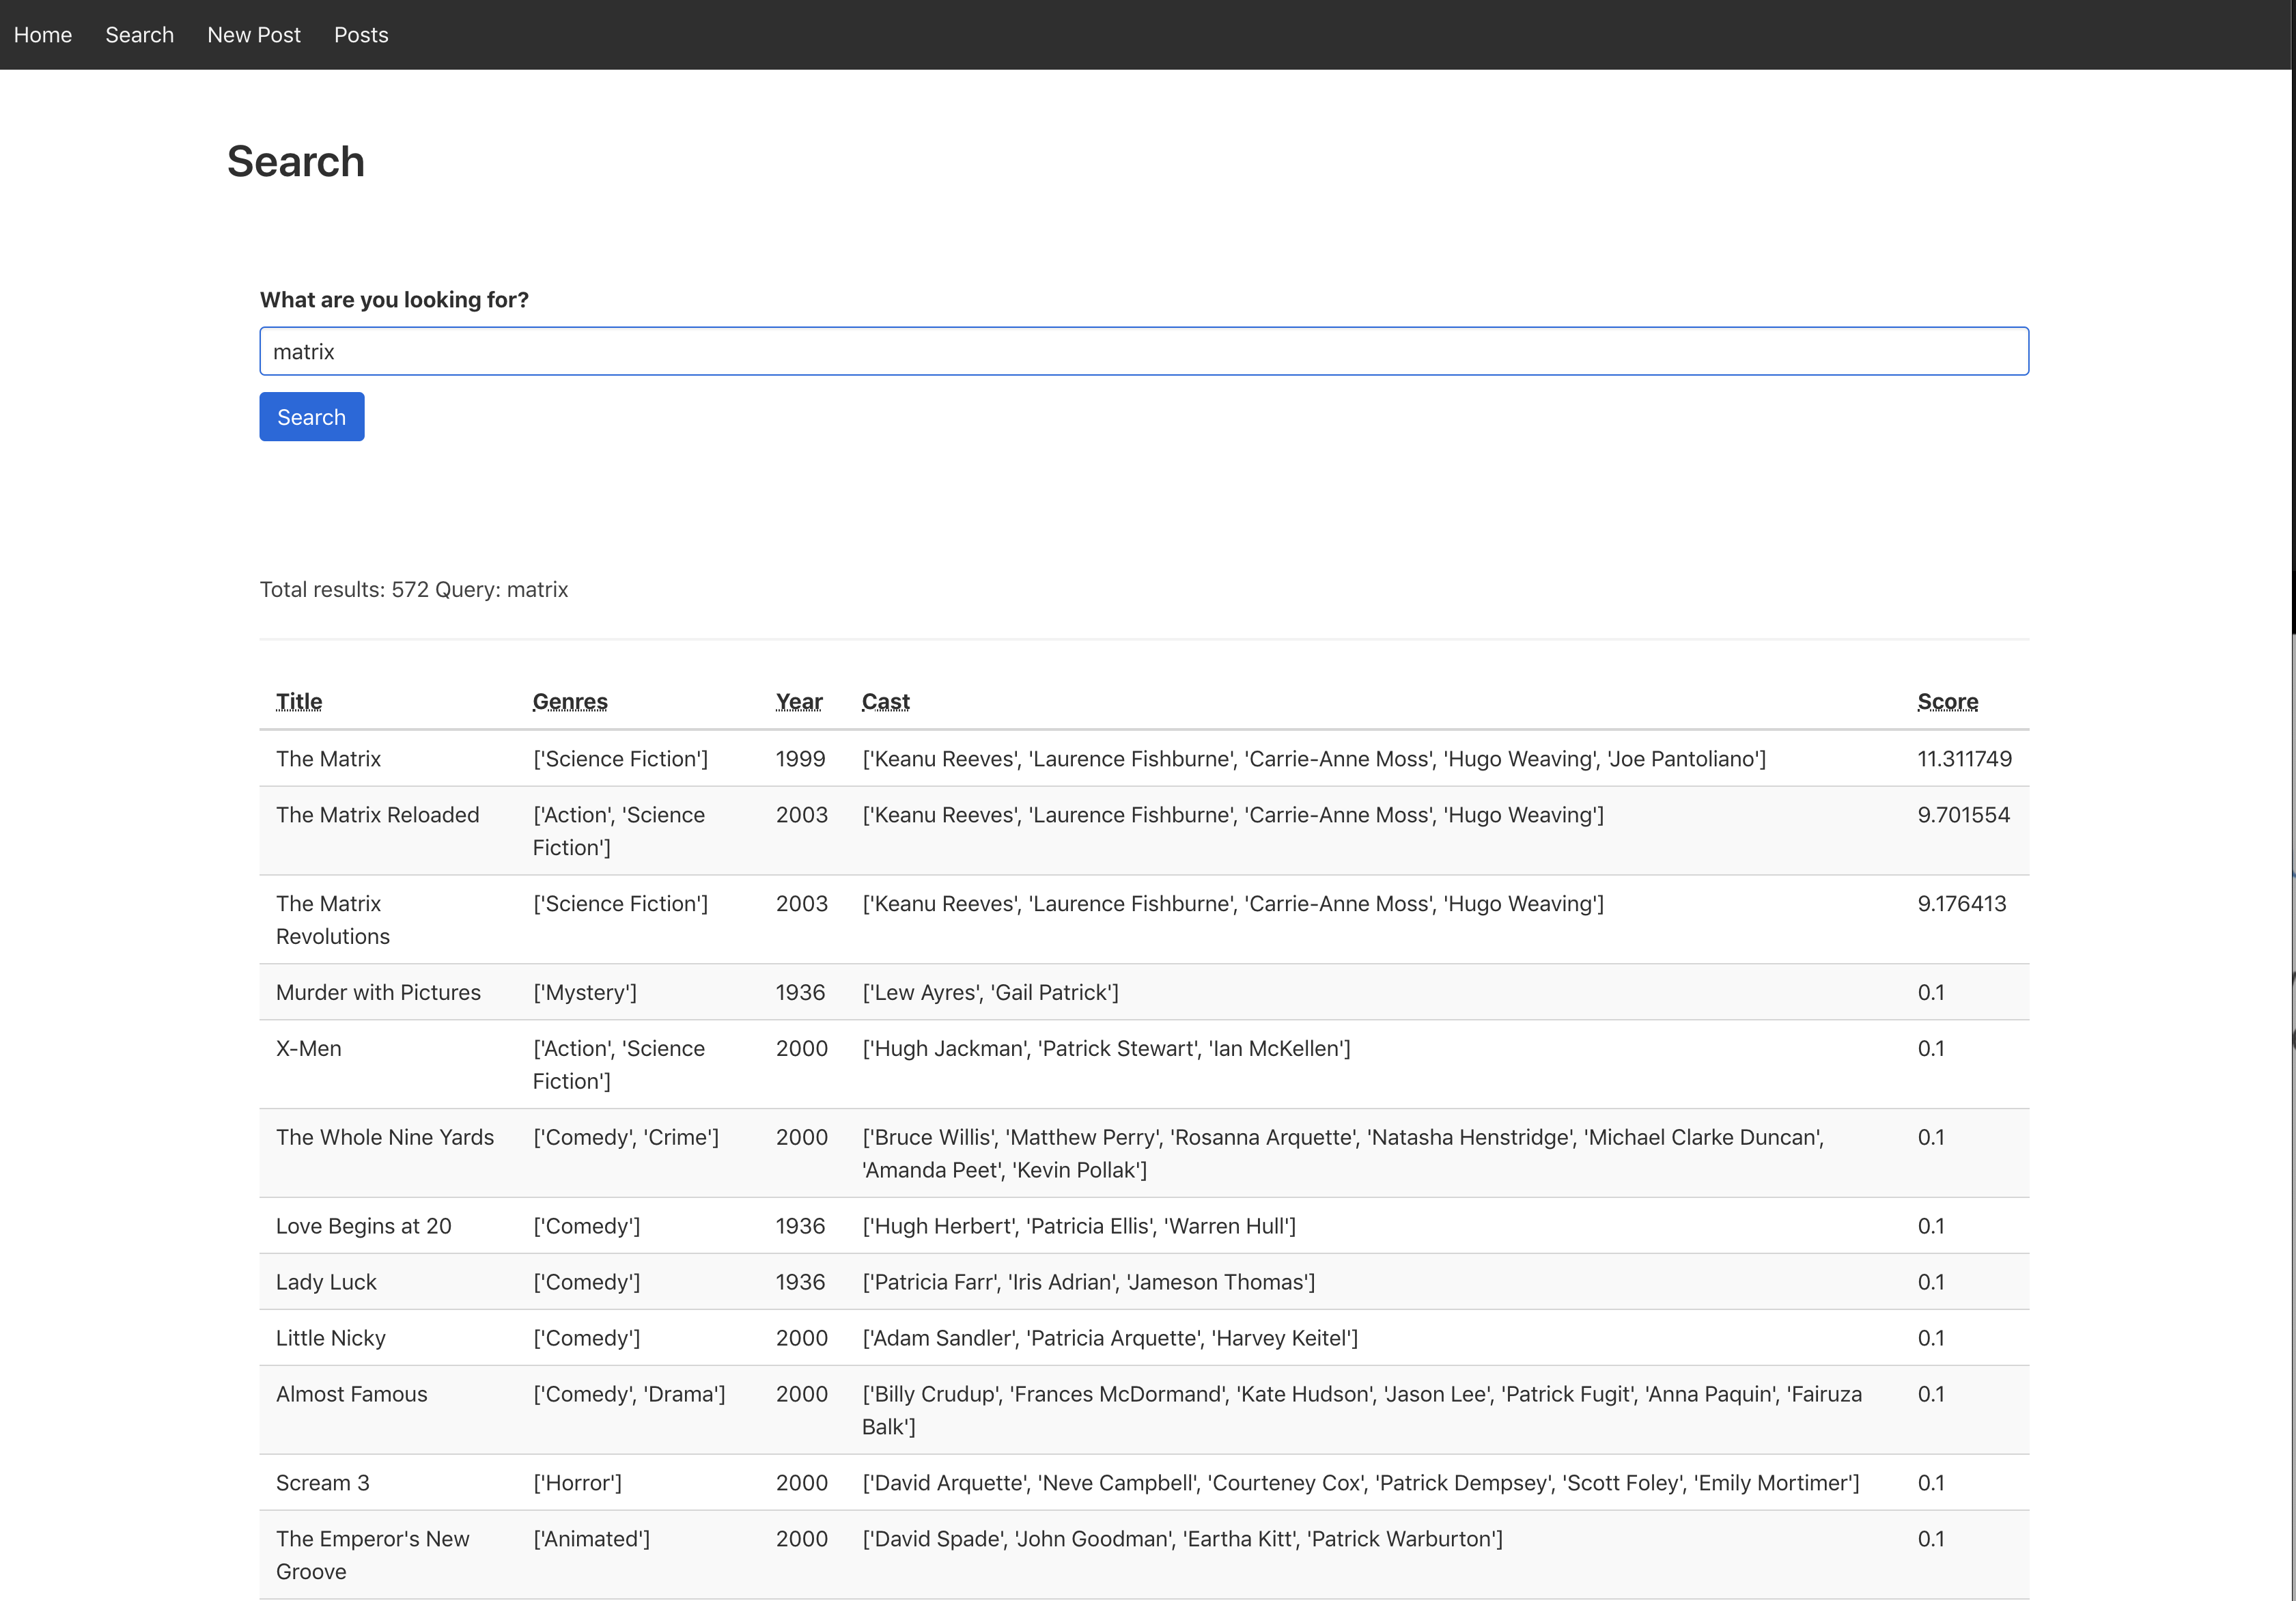 Home Search New Post Posts
Search
What are you looking for?
matrix
Search
Total results: 572 Query: matrix
Title Genres Year Cast Score
The Matrix ['Science Fiction'] 1999 ['Keanu Reeves', 'Laurence Fishburne', 'Carrie-Anne Moss', 'Hugo Weaving', 'Joe Pantoliano'] 11.311749
The Matrix Reloaded ['Action', 'Science 2003 ['Keanu Reeves', 'Laurence Fishburne', 'Carrie-Anne Moss', 'Hugo Weaving'] 9.701554
Fiction']
The Matrix ['Science Fiction'] 2003 ['Keanu Reeves', 'Laurence Fishburne', 'Carrie-Anne Moss', 'Hugo Weaving'] 9.176413
Revolutions
Murder with Pictures ['Mystery'] 1936 ['Lew Ayres', 'Gail Patrick'] 0.1
X-Men ['Action', 'Science 2000 ['Hugh Jackman', 'Patrick Stewart', 'Ian McKellen'] 0.1
Fiction']
The Whole Nine Yards ['Comedy', 'Crime'] 2000 ['Bruce Willis', 'Matthew Perry', 'Rosanna Arquette', 'Natasha Henstridge', 'Michael Clarke Duncan', 0.1
'Amanda Peet', 'Kevin Pollak']
Love Begins at 20 ['Comedy'] 1936 ['Hugh Herbert', 'Patricia Ellis', 'Warren Hull'] 0.1
Lady Luck ['Comedy'] 1936 ['Patricia Farr', 'Iris Adrian', 'Jameson Thomas'] 0.1
Little Nicky ['Comedy'] 2000 ['Adam Sandler', 'Patricia Arquette', 'Harvey Keitel'] 0.1
Almost Famous ['Comedy', 'Drama'] 2000 ['Billy Crudup', 'Frances McDormand', 'Kate Hudson', 'Jason Lee', 'Patrick Fugit', 'Anna Paquin', 'Fairuza 0.1
Balk']
Scream 3 ['Horror'] 2000 ['David Arquette', 'Neve Campbell', 'Courteney Cox', 'Patrick Dempsey', 'Scott Foley', 'Emily Mortimer'] 0.1
The Emperor's New ['Animated'] 2000 ['David Spade', 'John Goodman', 'Eartha Kitt', 'Patrick Warburton'] 0.1
Groove